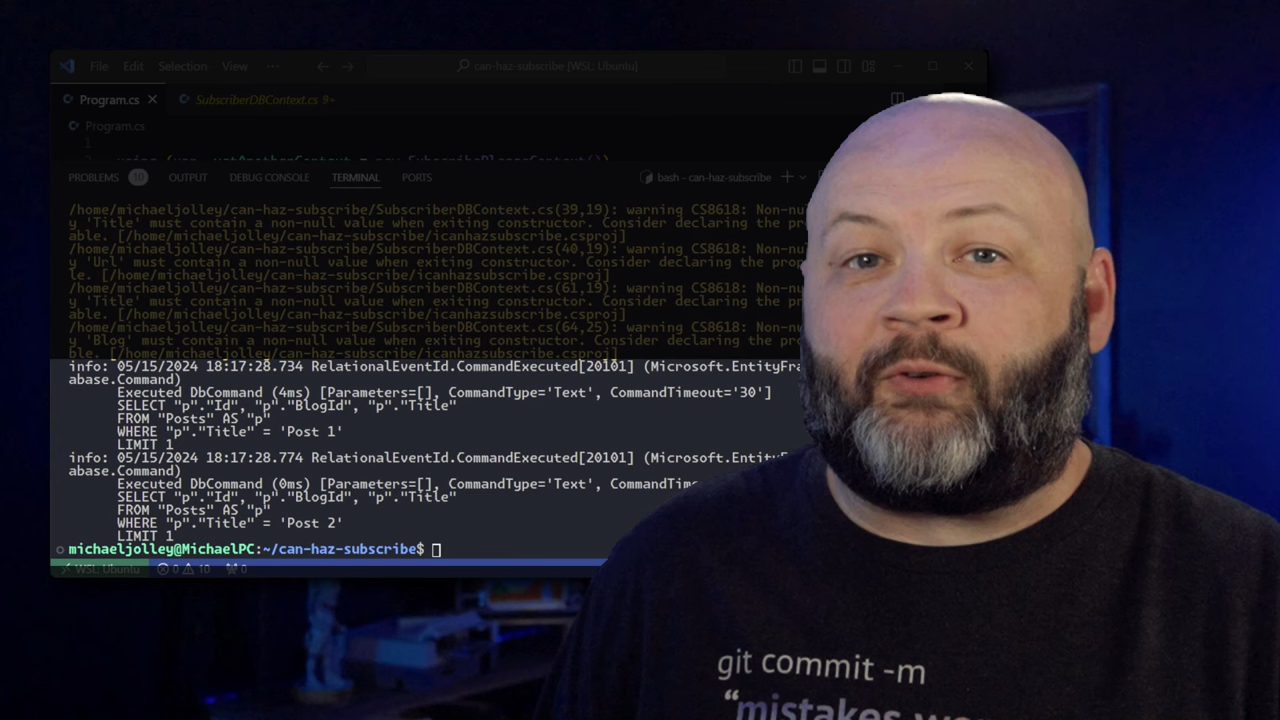 File Edit Selection View ··· can-haz-subscribe [WSL: Ubuntu]
Program.cs SubscriberDBContext.cs 9+
Program.cs
1
PROBLEMS 10 OUTPUT DEBUG CONSOLE TERMINAL PORTS bash - can-haz-subscribe
/home/michaeljolley/can-haz-subscribe/SubscriberDBContext.cs(39,19): warning CS8618: Non-nu
y 'Title' must contain a non-null value when exiting constructor. Consider declaring the pro
able. [/home/michaeljolley/can-haz-subscribe/icanhazsubscribe.csproj]
/home/michaeljolley/can-haz-subscribe/SubscriberDBContext.cs(40,19): warning CS8618: Non-nu
y 'Url' must contain a non-null value when exiting constructor. Consider declaring the prop
le. [/home/michaeljolley/can-haz-subscribe/icanhazsubscribe.csproj]
/home/michaeljolley/can-haz-subscribe/SubscriberDBContext.cs(61,19): warning CS8618: Non-nu
y 'Title' must contain a non-null value when exiting constructor. Consider declaring the pr
able. [/home/michaeljolley/can-haz-subscribe/icanhazsubscribe.csproj]
/home/michaeljolley/can-haz-subscribe/SubscriberDBContext.cs(64,25): warning CS8618: Non-nu
y 'Blog' must contain a non-null value when exiting constructor. Consider declaring the pro
ble. [/home/michaeljolley/can-haz-subscribe/icanhazsubscribe.csproj]
info: 05/15/2024 18:17:28.734 RelationalEventId.CommandExecuted[20101] (Microsoft.EntityFra
abase.Command)
Executed DbCommand (4ms) [Parameters=[], CommandType='Text', CommandTimeout='30']
SELECT "p"."Id", "p"."BlogId", "p"."Title"
FROM "Posts" AS "p"
WHERE "p"."Title" = 'Post 1'
LIMIT 1
info: 05/15/2024 18:17:28.774 RelationalEventId.CommandExecuted[20101] (Microsoft.EntityF
abase.Command)
Executed DbCommand (0ms) [Parameters=[], CommandType='Text', CommandTime
SELECT "p"."Id", "p"."BlogId", "p"."Title"
FROM "Posts" AS "p"
WHERE "p"."Title" = 'Post 2'
LIMIT 1
michaeljolley@MichaelPC:~/can-haz-subscribe$
WSL: Ubuntu 0 10 0
git commit -m
"mistakes we